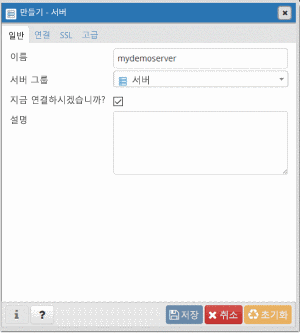 만들기 - 서버
일반 연결 SSL 고급
이름 mydemoserver
서버 그룹 서버
지금 연결하시겠습니까?
설명
저장 취소 초기화